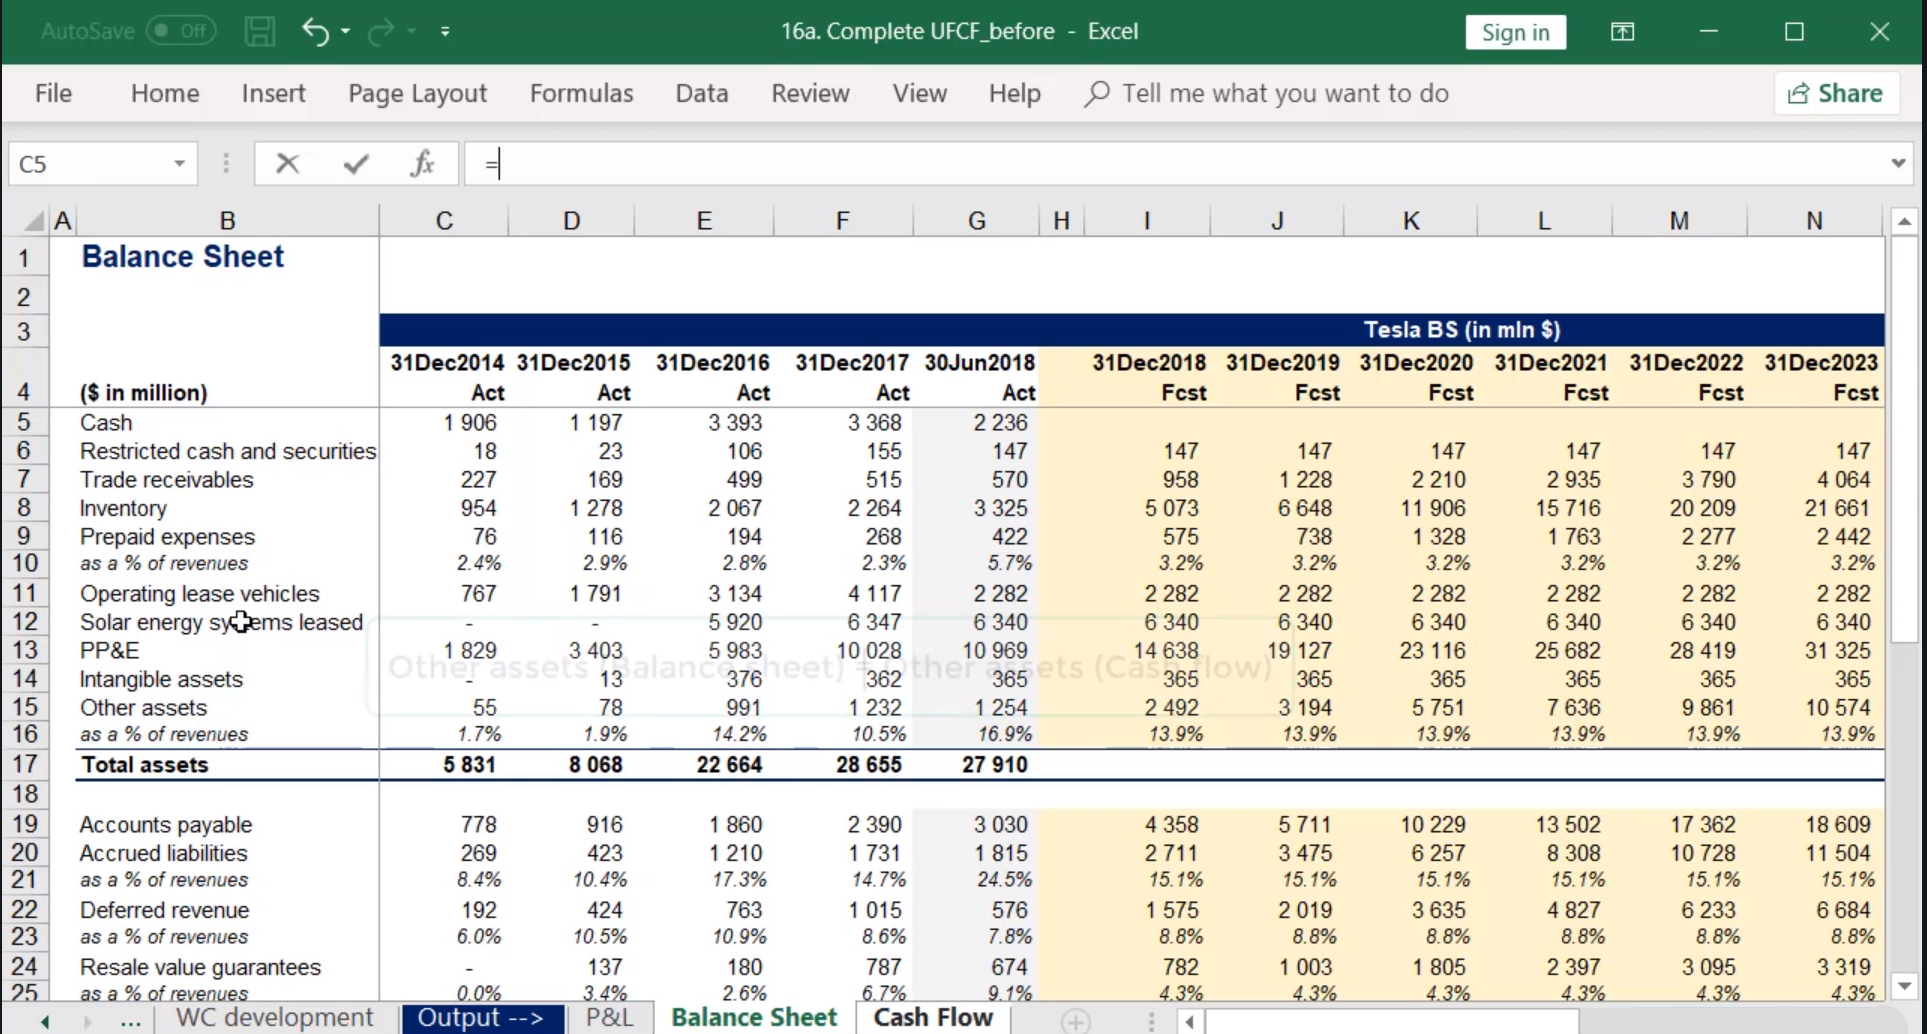 AutoSave Off 16a. Complete UFCF_before - Excel Sign in
File Home Insert Page Layout Formulas Data Review View Help Tell me what you want to do Share
C5 fx =
A B C D E F G H I J K L M N
1 Balance Sheet
2
3 Tesla BS (in mln $)
31Dec2014 31Dec2015 31Dec2016 31Dec2017 30Jun2018 31Dec2018 31Dec2019 31Dec2020 31Dec2021 31Dec2022 31Dec2023
4 ($ in million) Act Act Act Act Act Fcst Fcst Fcst Fcst Fcst Fcst
5 Cash 1 906 1 197 3 393 3 368 2 236
6 Restricted cash and securities 18 23 106 155 147 147 147 147 147 147 147
7 Trade receivables 227 169 499 515 570 958 1 228 2 210 2 935 3 790 4 064
8 Inventory 954 1 278 2 067 2 264 3 325 5 073 6 648 11 906 15 716 20 209 21 661
9 Prepaid expenses 76 116 194 268 422 575 738 1 328 1 763 2 277 2 442
10 as a % of revenues 2.4% 2.9% 2.8% 2.3% 5.7% 3.2% 3.2% 3.2% 3.2% 3.2% 3.2%
11 Operating lease vehicles 767 1 791 3 134 4 117 2 282 2 282 2 282 2 282 2 282 2 282 2 282
12 Solar energy systems leased - - 5 920 6 347 6 340 6 340 6 340 6 340 6 340 6 340 6 340
13 PP&E 1 829 3 403 5 983 10 028 10 969 14 638 19 127 23 116 25 682 28 419 31 325
Other assets (Balance sheet) = Other assets (Cash flow)
14 Intangible assets - 13 376 362 365 365 365 365 365 365 365
15 Other assets 55 78 991 1 232 1 254 2 492 3 194 5 751 7 636 9 861 10 574
16 as a % of revenues 1.7% 1.9% 14.2% 10.5% 16.9% 13.9% 13.9% 13.9% 13.9% 13.9% 13.9%
17 Total assets 5 831 8 068 22 664 28 655 27 910
18
19 Accounts payable 778 916 1 860 2 390 3 030 4 358 5 711 10 229 13 502 17 362 18 609
20 Accrued liabilities 269 423 1 210 1 731 1 815 2 711 3 475 6 257 8 308 10 728 11 504
21 as a % of revenues 8.4% 10.4% 17.3% 14.7% 24.5% 15.1% 15.1% 15.1% 15.1% 15.1% 15.1%
22 Deferred revenue 192 424 763 1 015 576 1 575 2 019 3 635 4 827 6 233 6 684
23 as a % of revenues 6.0% 10.5% 10.9% 8.6% 7.8% 8.8% 8.8% 8.8% 8.8% 8.8% 8.8%
24 Resale value guarantees - 137 180 787 674 782 1 003 1 805 2 397 3 095 3 319
25 as a % of revenues 0.0% 3.4% 2.6% 6.7% 9.1% 4.3% 4.3% 4.3% 4.3% 4.3% 4.3%
... WC development Output --> P&L Balance Sheet Cash Flow